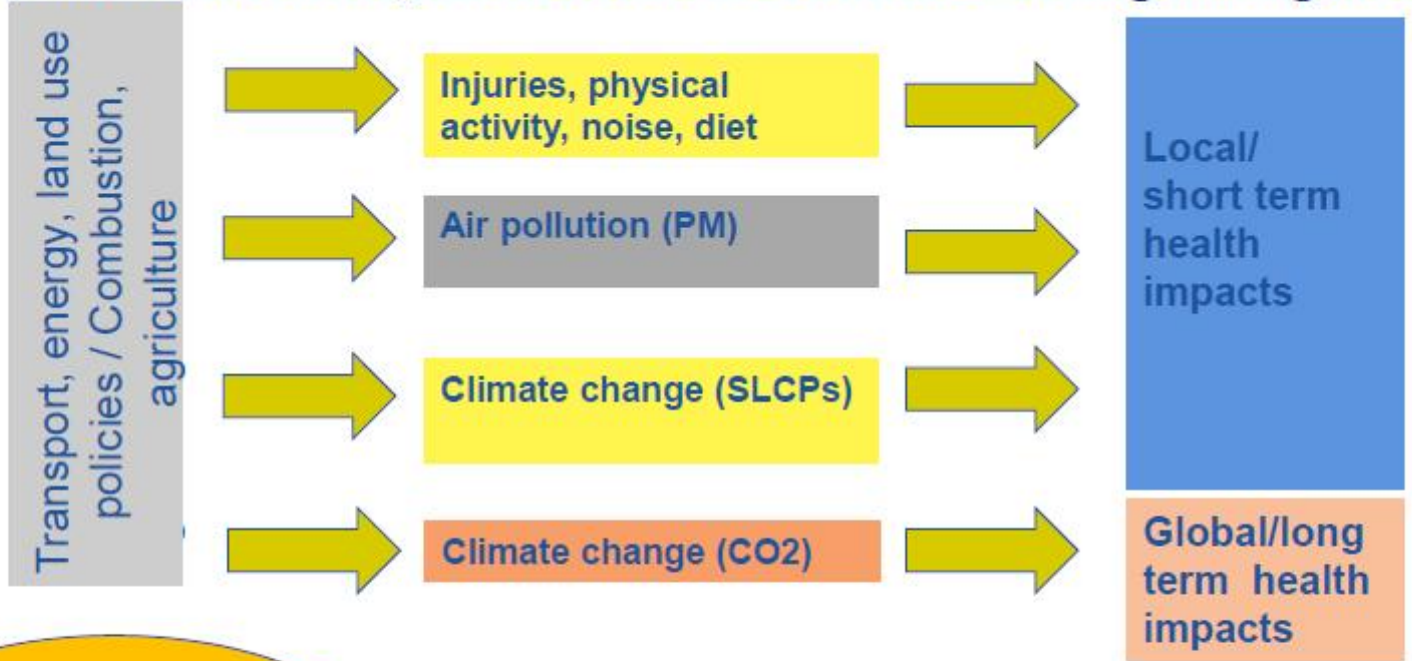 Transport, energy, land use
policies / Combustion,
agriculture
Injuries, physical
activity, noise, diet
Air pollution (PM)
Climate change (SLCPs)
Climate change (CO2)
Local/
short term
health
impacts
Global/long
term health
impacts